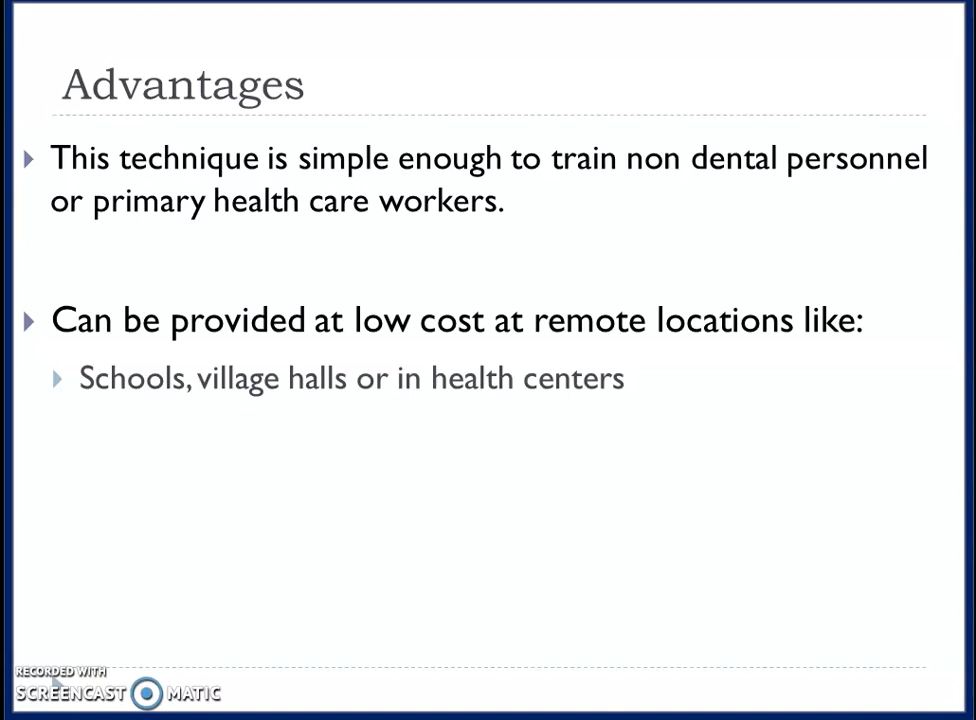 Advantages
This technique is simple enough to train non dental personnel
or primary health care workers.
Can be provided at low cost at remote locations like:
Schools, village halls or in health centers
RECORDED WITH
SCREENCAST MATIC